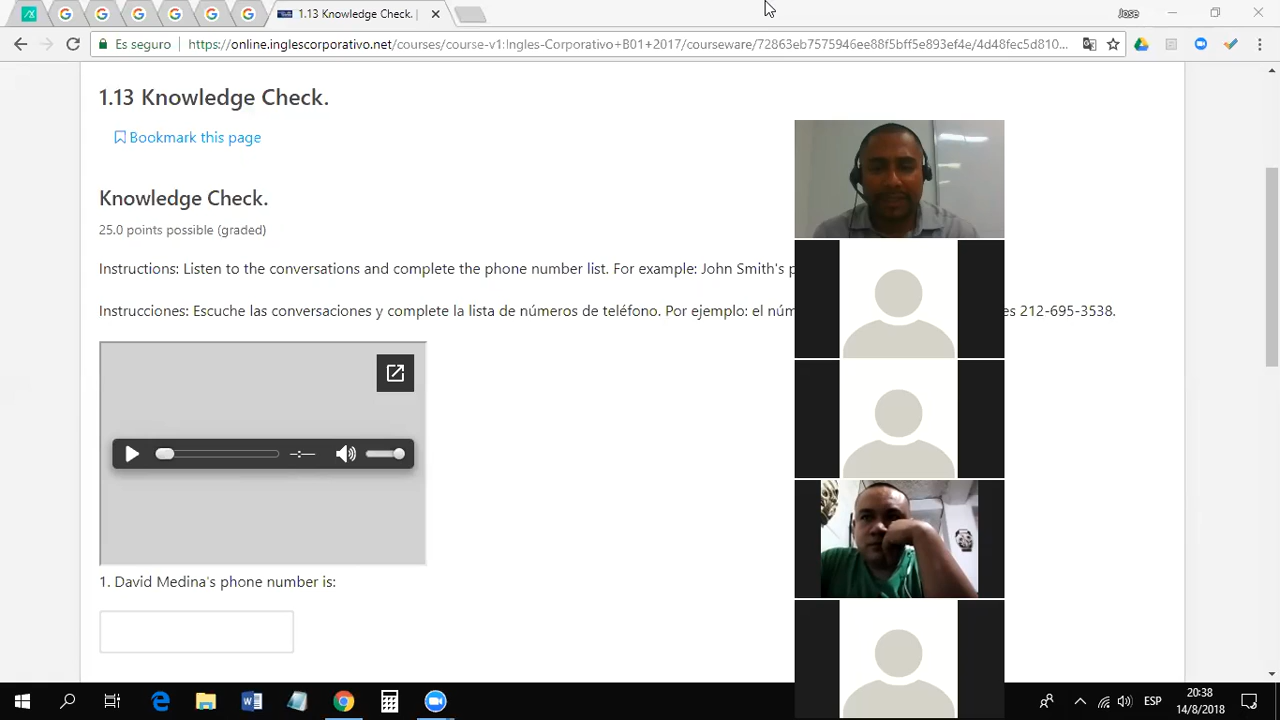 1.13 Knowledge Check. |
Jose
Es seguro
https://online.inglescorporativo.net/courses/course-v1:Ingles-Corporativo+B01+2017/courseware/72863eb7575946ee88f5bff5e893ef4e/4d48fec5d810...
1.13 Knowledge Check.
Bookmark this page
Knowledge Check.
25.0 points possible (graded)
Instructions: Listen to the conversations and complete the phone number list. For example: John Smith's p
Instrucciones: Escuche las conversaciones y complete la lista de números de teléfono. Por ejemplo: el núm es 212-695-3538.
-:-
1. David Medina's phone number is:
ESP
20:38
14/8/2018